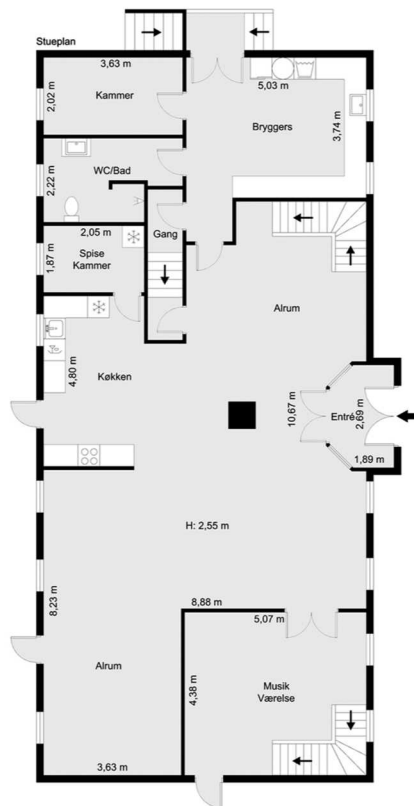 Stueplan
3,63 m
2,02 m
Kammer
5,03 m
Bryggers
3,74 m
2,22 m
WC/Bad
2,05 m
1,87 m
Spise
Kammer
Gang
Alrum
4,80 m
Køkken
10,67 m
Entré
2,69 m
1,89 m
H: 2,55 m
8,23 m
8,88 m
5,07 m
Alrum
4,38 m
Musik
Værelse
3,63 m